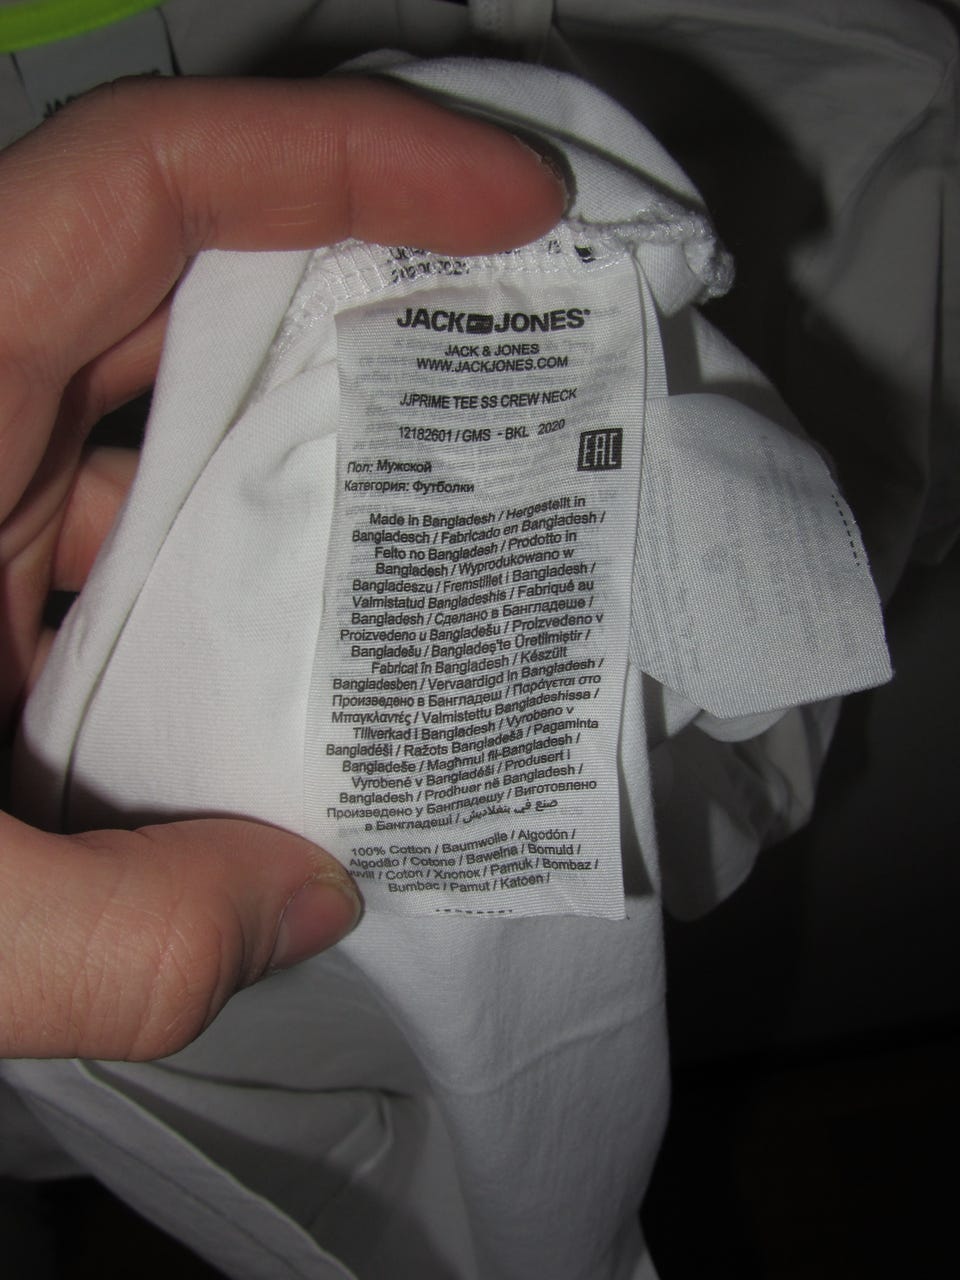 JACK JONES®
JACK & JONES
WWW.JACKJONES.COM
JJPRIME TEE SS CREW NECK
12182601 / GMS - BKL 2020
EAC
Пол: Мужской
Категория: Футболки
Made in Bangladesh / Hergestellt in
Bangladesch / Fabricado en Bangladesh /
Feito no Bangladesh / Prodotto in
Bangladesh / Wyprodukowano w
Bangladeszu / Fremstillet i Bangladesh /
Valmistatud Bangladeshis / Fabriqué au
Bangladesh / Сделано в Бангладеше /
Proizvedeno u Bangladešu / Proizvedeno v
Bangladešu / Bangladeş'te Üretilmiştir /
Fabricat în Bangladesh / Készült
Bangladesben / Vervaardigd in Bangladesh /
Произведено в Бангладеш / Παράγεται στο
Μπαγκλαντές / Valmistettu Bangladeshissa /
Tillverkad i Bangladesh / Vyrobeno v
Bangladéši / Ražots Bangladešā / Pagaminta
Bangladeše / Magħmul fil-Bangladesh /
Vyrobené v Bangladéši / Produsert i
Bangladesh / Prodhuar në Bangladesh /
Произведено у Бангладешу / Виготовлено
в Бангладеші / صنع في بنغلاديش
100% Cotton / Baumwolle / Algodón /
Algodão / Cotone / Bawełna / Bomuld /
/ Coton / Хлопок / Pamuk / Bombaz /
Bumbac / Pamut / Katoen /